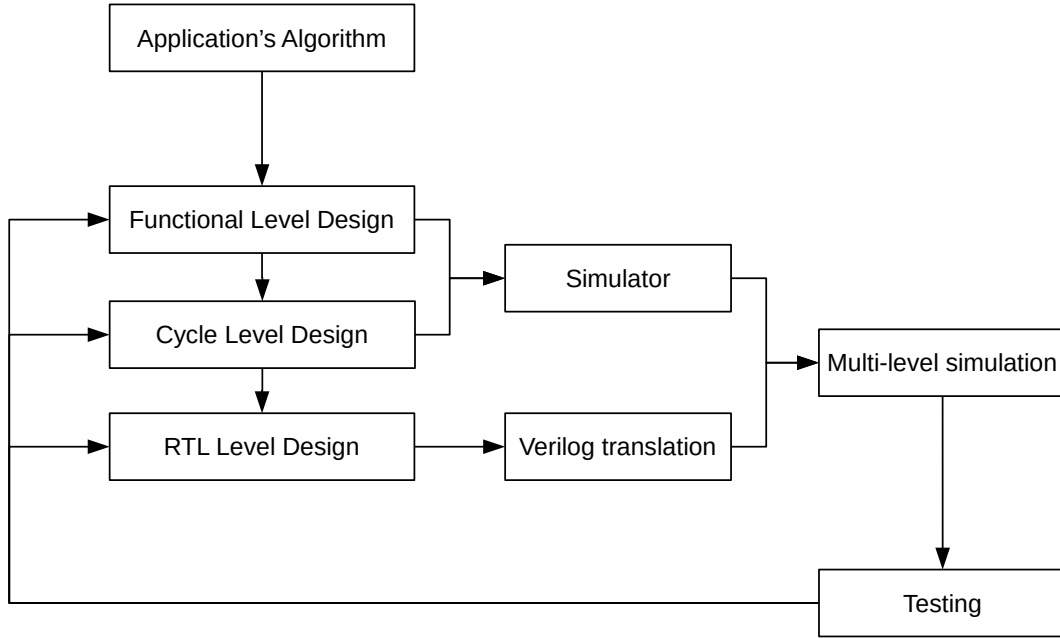 Application’s Algorithm
Functional Level Design
Simulator
Cycle Level Design
Multi-level simulation
RTL Level Design
Verilog translation
Testing